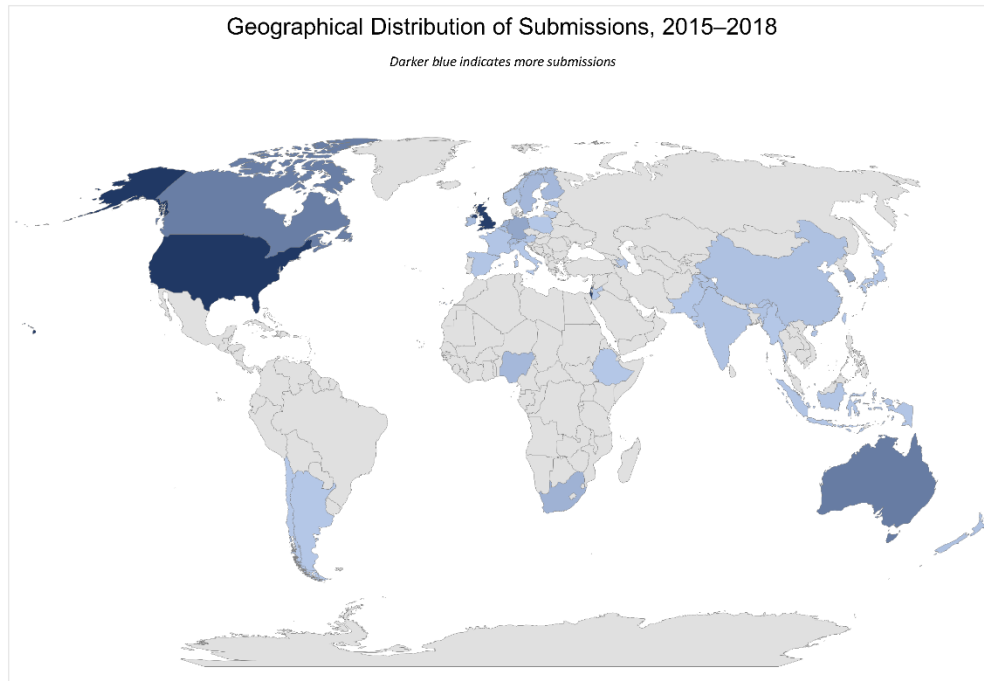 Geographical Distribution of Submissions, 2015–2018
Darker blue indicates more submissions